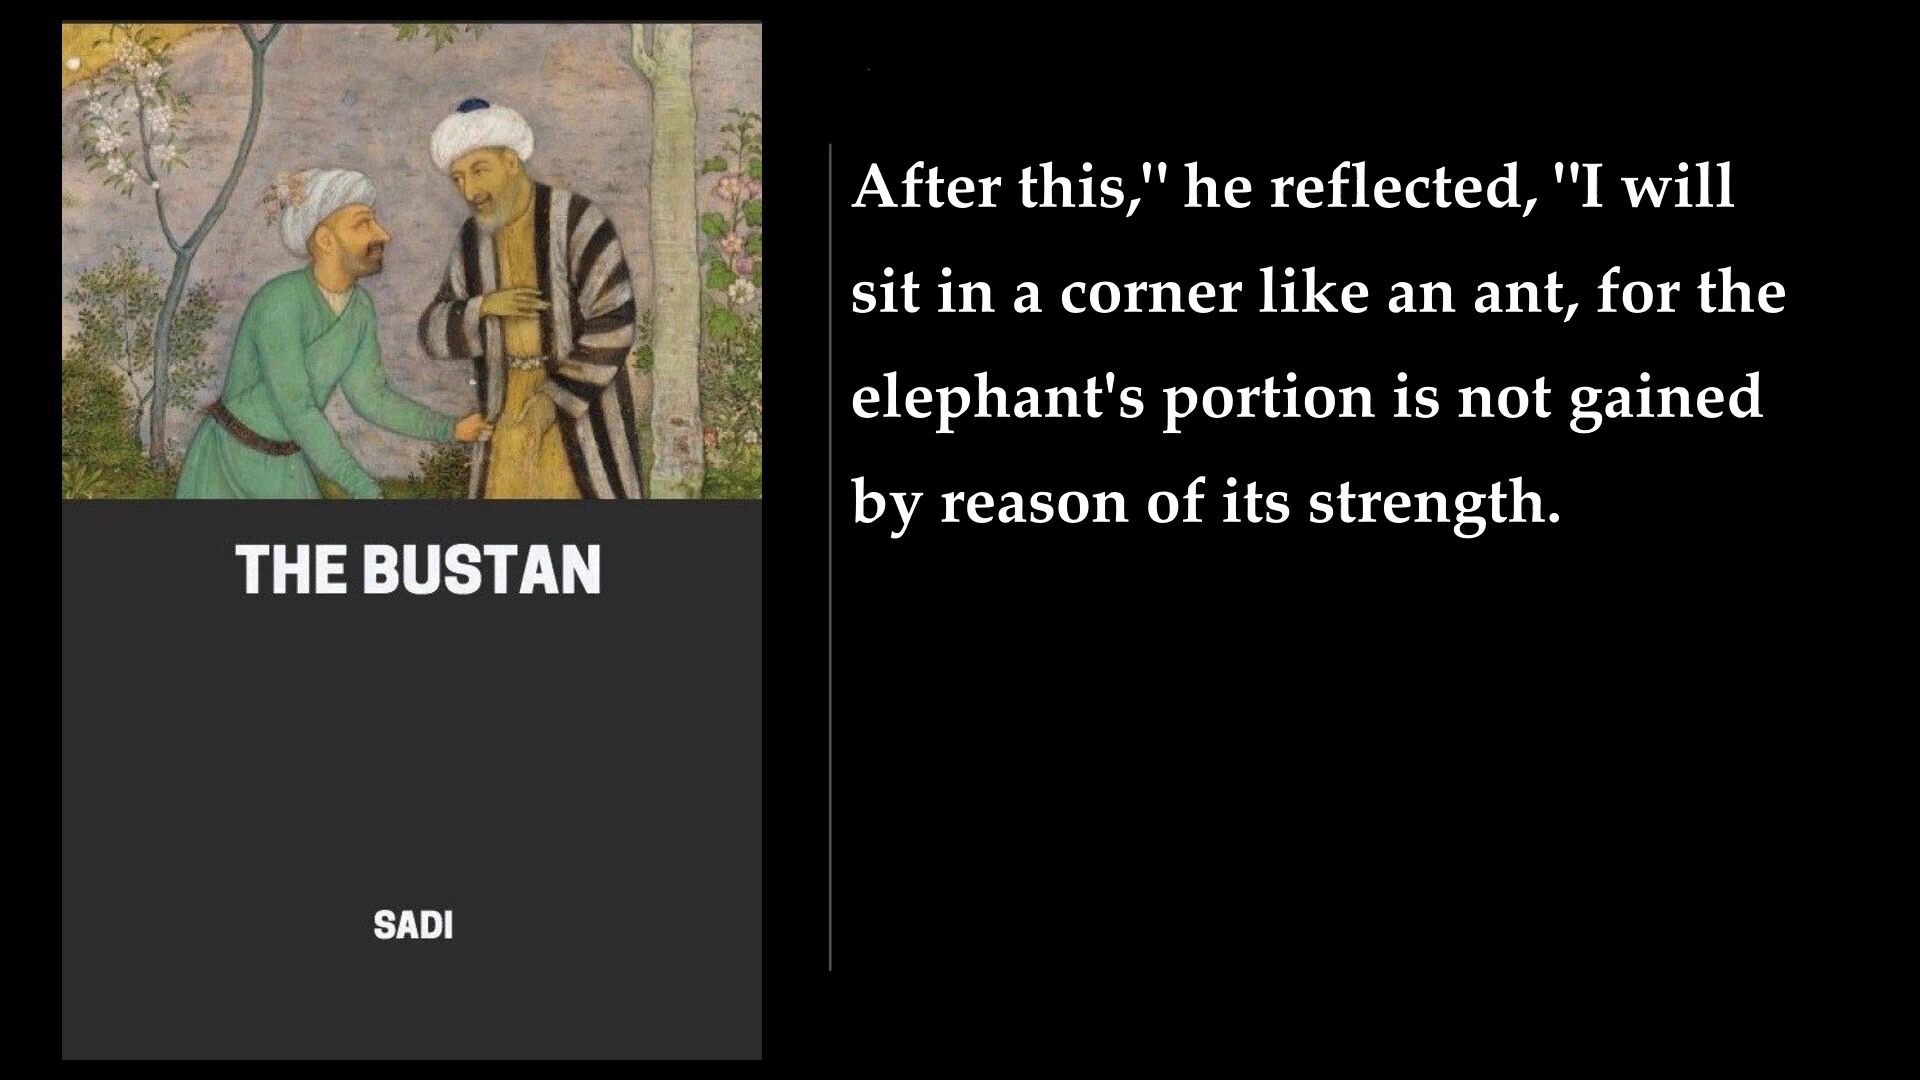 THE BUSTAN
SADI
After this," he reflected, "I will
sit in a corner like an ant, for the
elephant's portion is not gained
by reason of its strength.